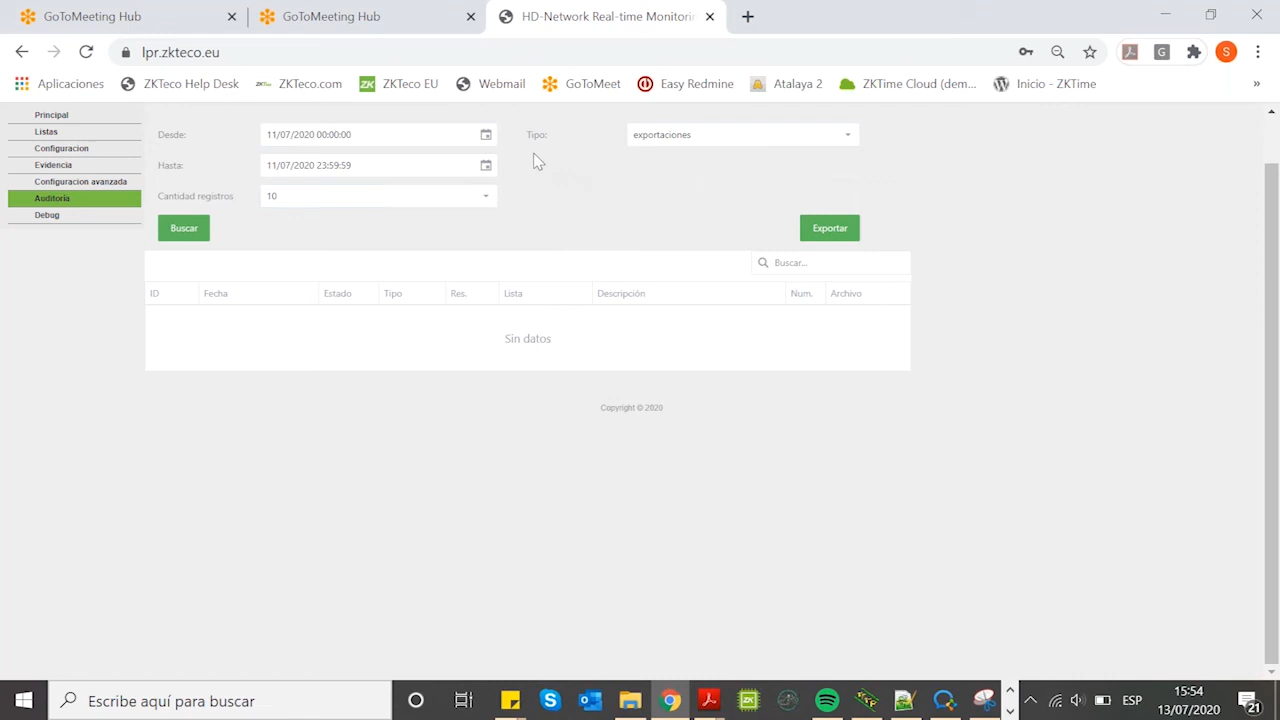 GoToMeeting Hub
GoToMeeting Hub
HD-Network Real-time Monitorin
lpr.zkteco.eu
G
S
Aplicaciones
ZKTeco Help Desk
ZKTeco.com
ZK
ZKTeco EU
Webmail
GoToMeet
Easy Redmine
Atalaya 2
ZKTime Cloud (dem...
Inicio - ZKTime
»
Principal
Listas
Configuracion
Evidencia
Configuracion avanzada
Auditoria
Debug
Desde:
11/07/2020 00:00:00
Tipo:
exportaciones
Hasta:
11/07/2020 23:59:59
Cantidad registros
10
Buscar
Exportar
Buscar...
ID
Fecha
Estado
Tipo
Res.
Lista
Descripción
Num.
Archivo
Sin datos
Copyright © 2020
Escribe aquí para buscar
ESP
15:54
13/07/2020
21